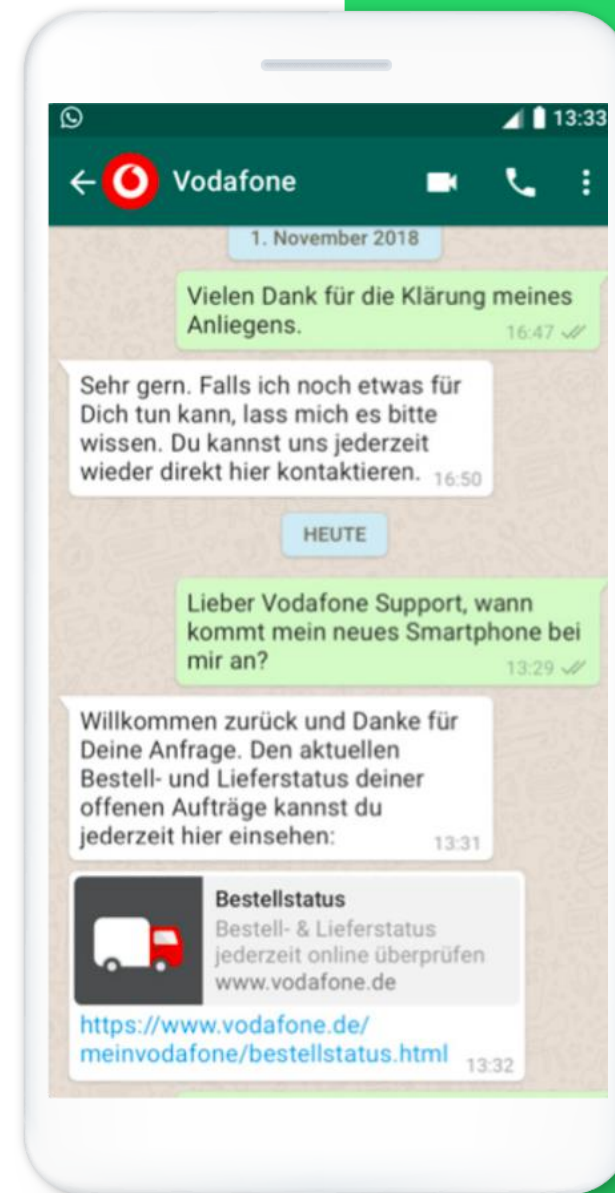 13:33
Vodafone
1. November 2018
Vielen Dank für die Klärung meines
Anliegens.
16:47
Sehr gern. Falls ich noch etwas für
Dich tun kann, lass mich es bitte
wissen. Du kannst uns jederzeit
wieder direkt hier kontaktieren. 16:50
HEUTE
Lieber Vodafone Support, wann
kommt mein neues Smartphone bei
mir an?
13:29
Willkommen zurück und Danke für
Deine Anfrage. Den aktuellen
Bestell- und Lieferstatus deiner
offenen Aufträge kannst du
jederzeit hier einsehen:
13:31
Bestellstatus
Bestell- & Lieferstatus
jederzeit online überprüfen
www.vodafone.de
https://www.vodafone.de/
meinvodafone/bestellstatus.html
13:32